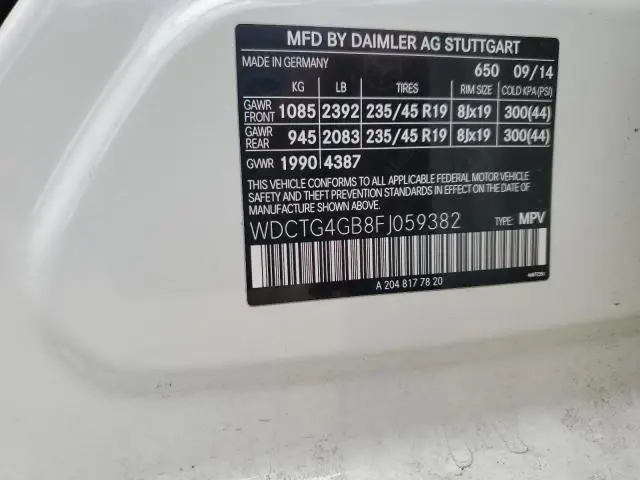 MFD BY DAIMLER AG STUTTGART
MADE IN GERMANY 650 09/14
KG LB TIRES RIM SIZE COLD KPA(PSI)
GAWR FRONT 1085 2392 235/45 R19 8Jx19 300(44)
GAWR REAR 945 2083 235/45 R19 8Jx19 300(44)
GVWR 1990 4387
THIS VEHICLE CONFORMS TO ALL APPLICABLE FEDERAL MOTOR VEHICLE
SAFETY AND THEFT PREVENTION STANDARDS IN EFFECT ON THE
DATE OF MANUFACTURE SHOWN ABOVE.
WDCTG4GB8FJ059382 TYPE: MPV
A 204 817 78 20